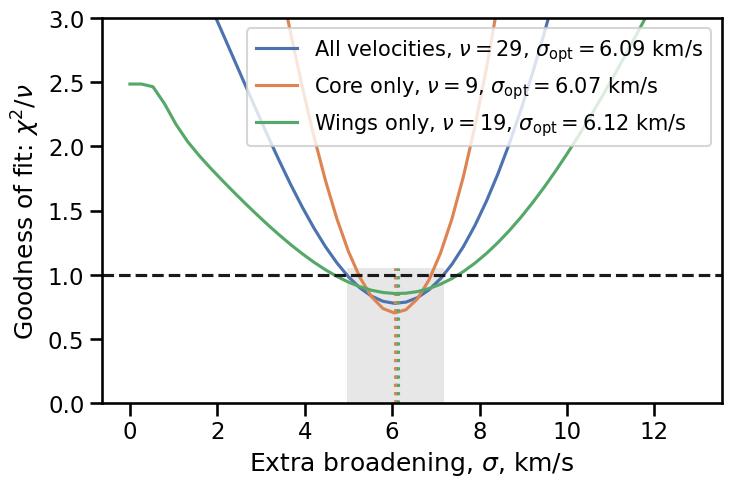 3.0
2.5
2.0
1.5
1.0
0.5
0.0
Goodness of fit: χ²/ν
All velocities, ν = 29, σ_opt = 6.09 km/s
Core only, ν = 9, σ_opt = 6.07 km/s
Wings only, ν = 19, σ_opt = 6.12 km/s
0 2 4 6 8 10 12
Extra broadening, σ, km/s